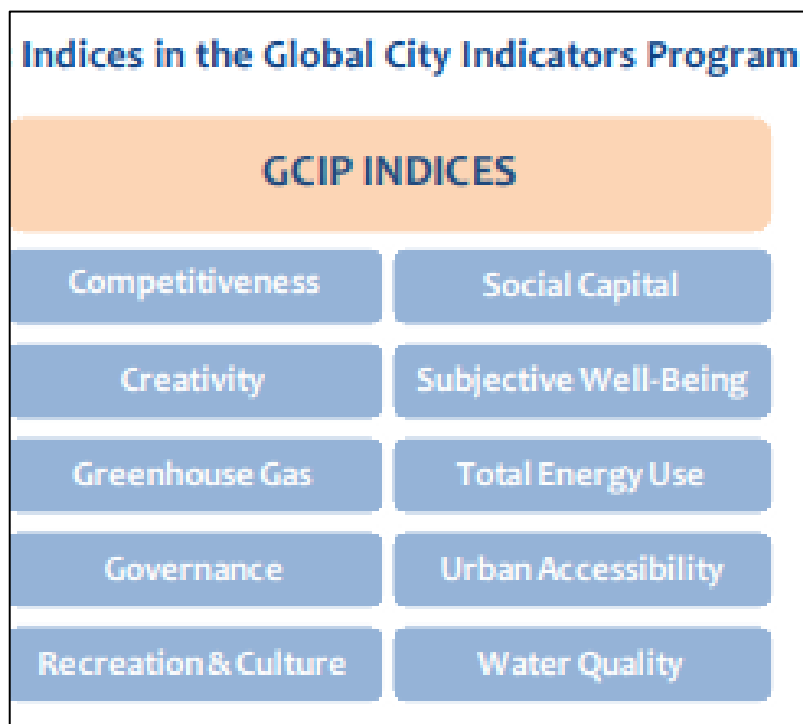 Indices in the Global City Indicators Program
GCIP INDICES
Competitiveness
Social Capital
Creativity
Subjective Well-Being
Greenhouse Gas
Total Energy Use
Governance
Urban Accessibility
Recreation & Culture
Water Quality